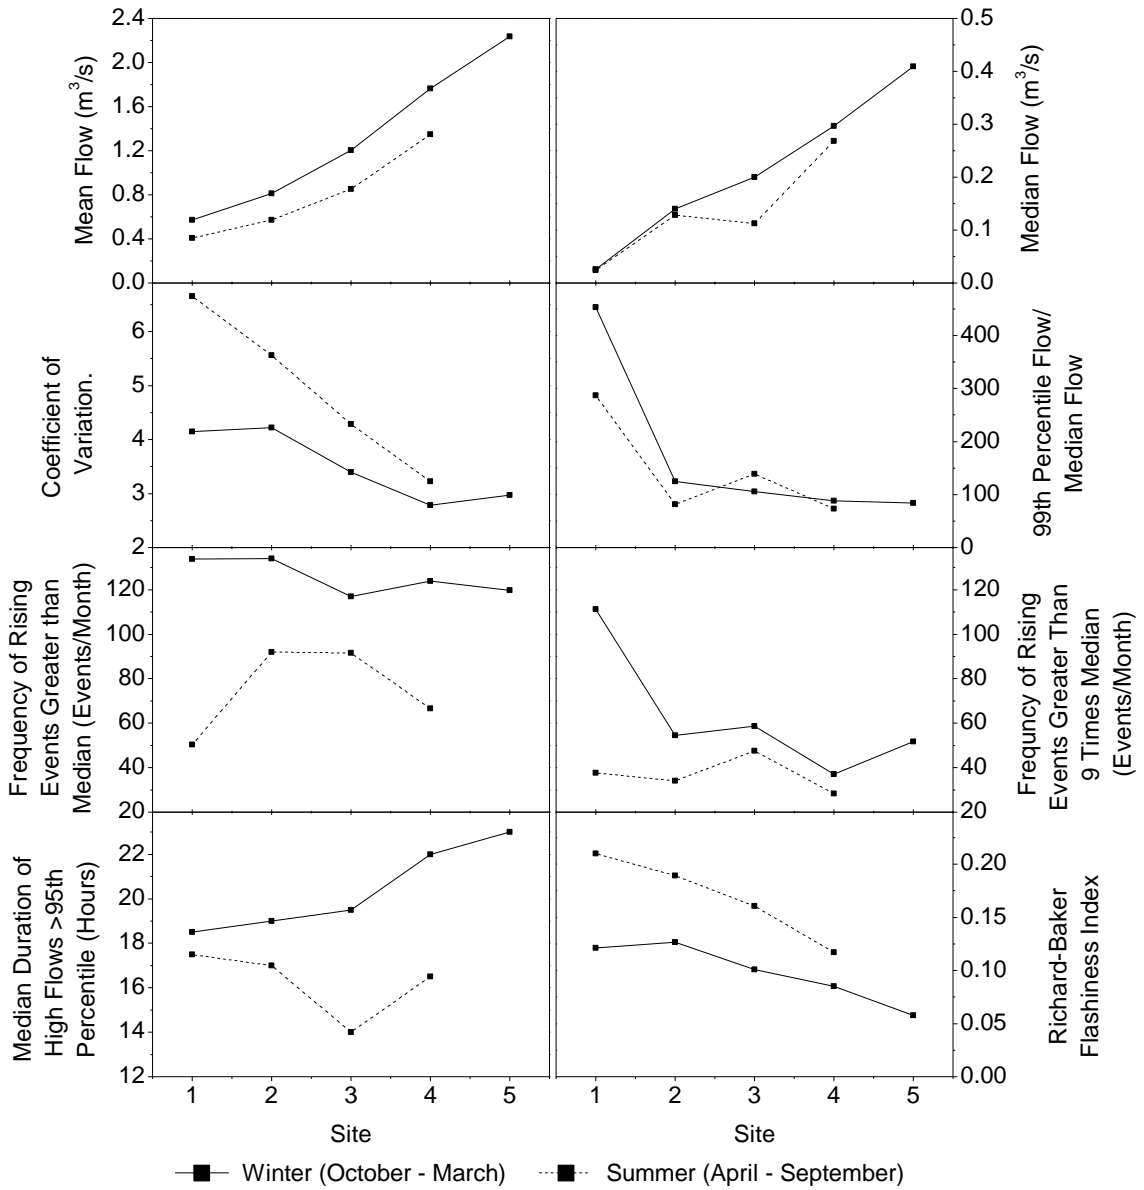 2.4
2.0
1.6
1.2
0.8
0.4
0.0
Mean Flow (m³/s)
0.5
0.4
0.3
0.2
0.1
0.0
Median Flow (m³/s)
6
5
4
3
2
Coefficient of
Variation.
400
300
200
100
0
99th Percentile Flow/
Median Flow
120
100
80
60
40
20
Frequency of Rising
Events Greater than
Median (Events/Month)
120
100
80
60
40
20
Frequncy of Rising
Events Greater Than
9 Times Median
(Events/Month)
22
20
18
16
14
12
Median Duration of
High Flows >95th
Percentile (Hours)
0.20
0.15
0.10
0.05
0.00
Richard-Baker
Flashiness Index
1 2 3 4 5
1 2 3 4 5
Site
Site
Winter (October - March)
Summer (April - September)